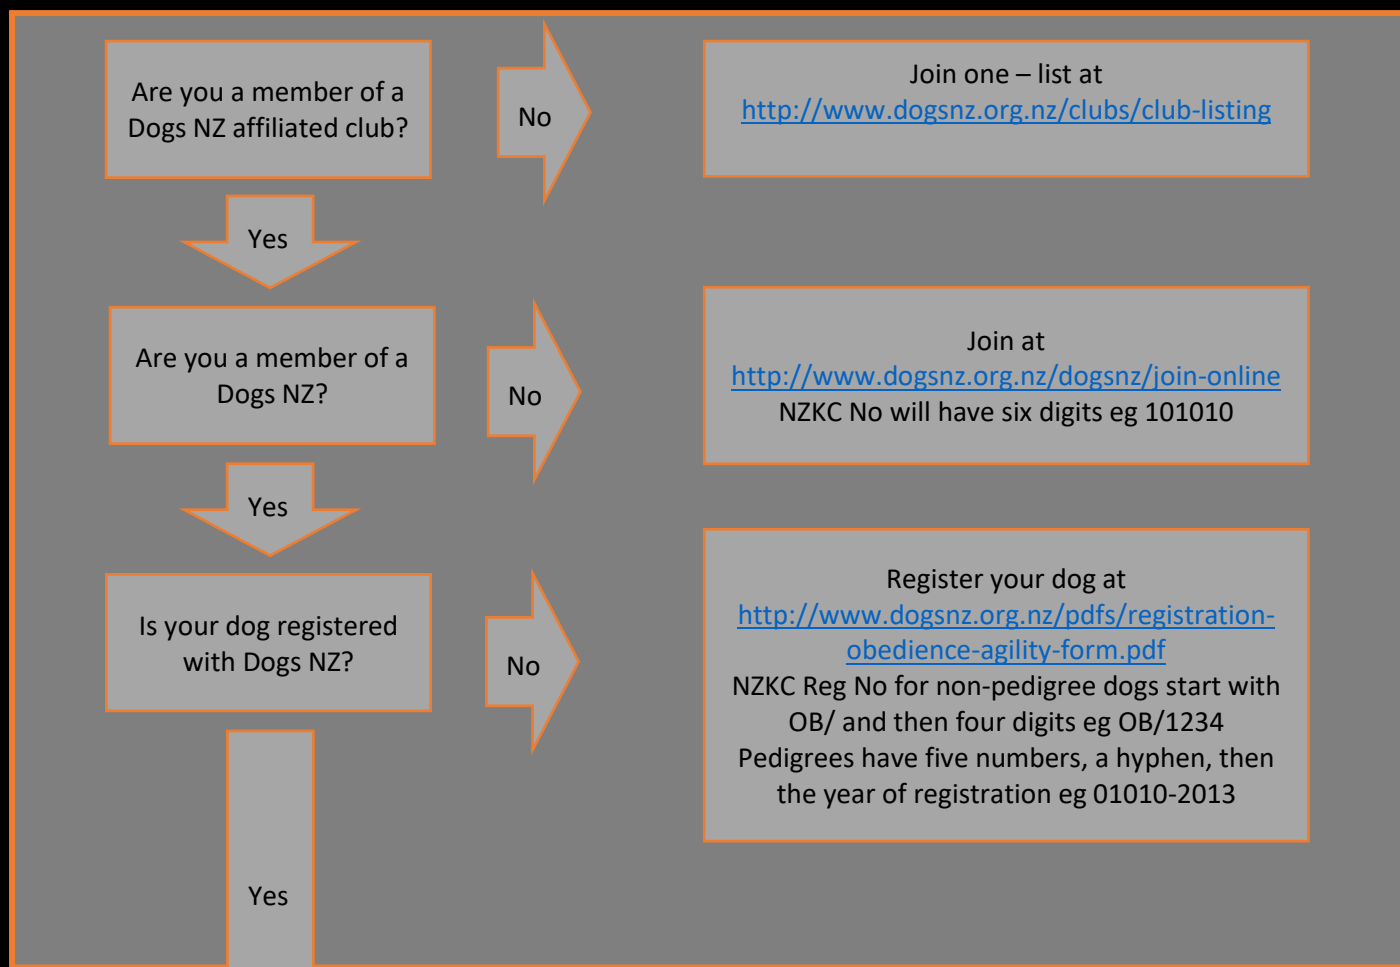 Are you a member of a
Dogs NZ affiliated club?
No
Join one – list at
http://www.dogsnz.org.nz/clubs/club-listing
Yes
Are you a member of a
Dogs NZ?
No
Join at
http://www.dogsnz.org.nz/dogsnz/join-online
NZKC No will have six digits eg 101010
Yes
Is your dog registered
with Dogs NZ?
No
Register your dog at
http://www.dogsnz.org.nz/pdfs/registration-
obedience-agility-form.pdf
NZKC Reg No for non-pedigree dogs start with
OB/ and then four digits eg OB/1234
Pedigrees have five numbers, a hyphen, then
the year of registration eg 01010-2013
Yes